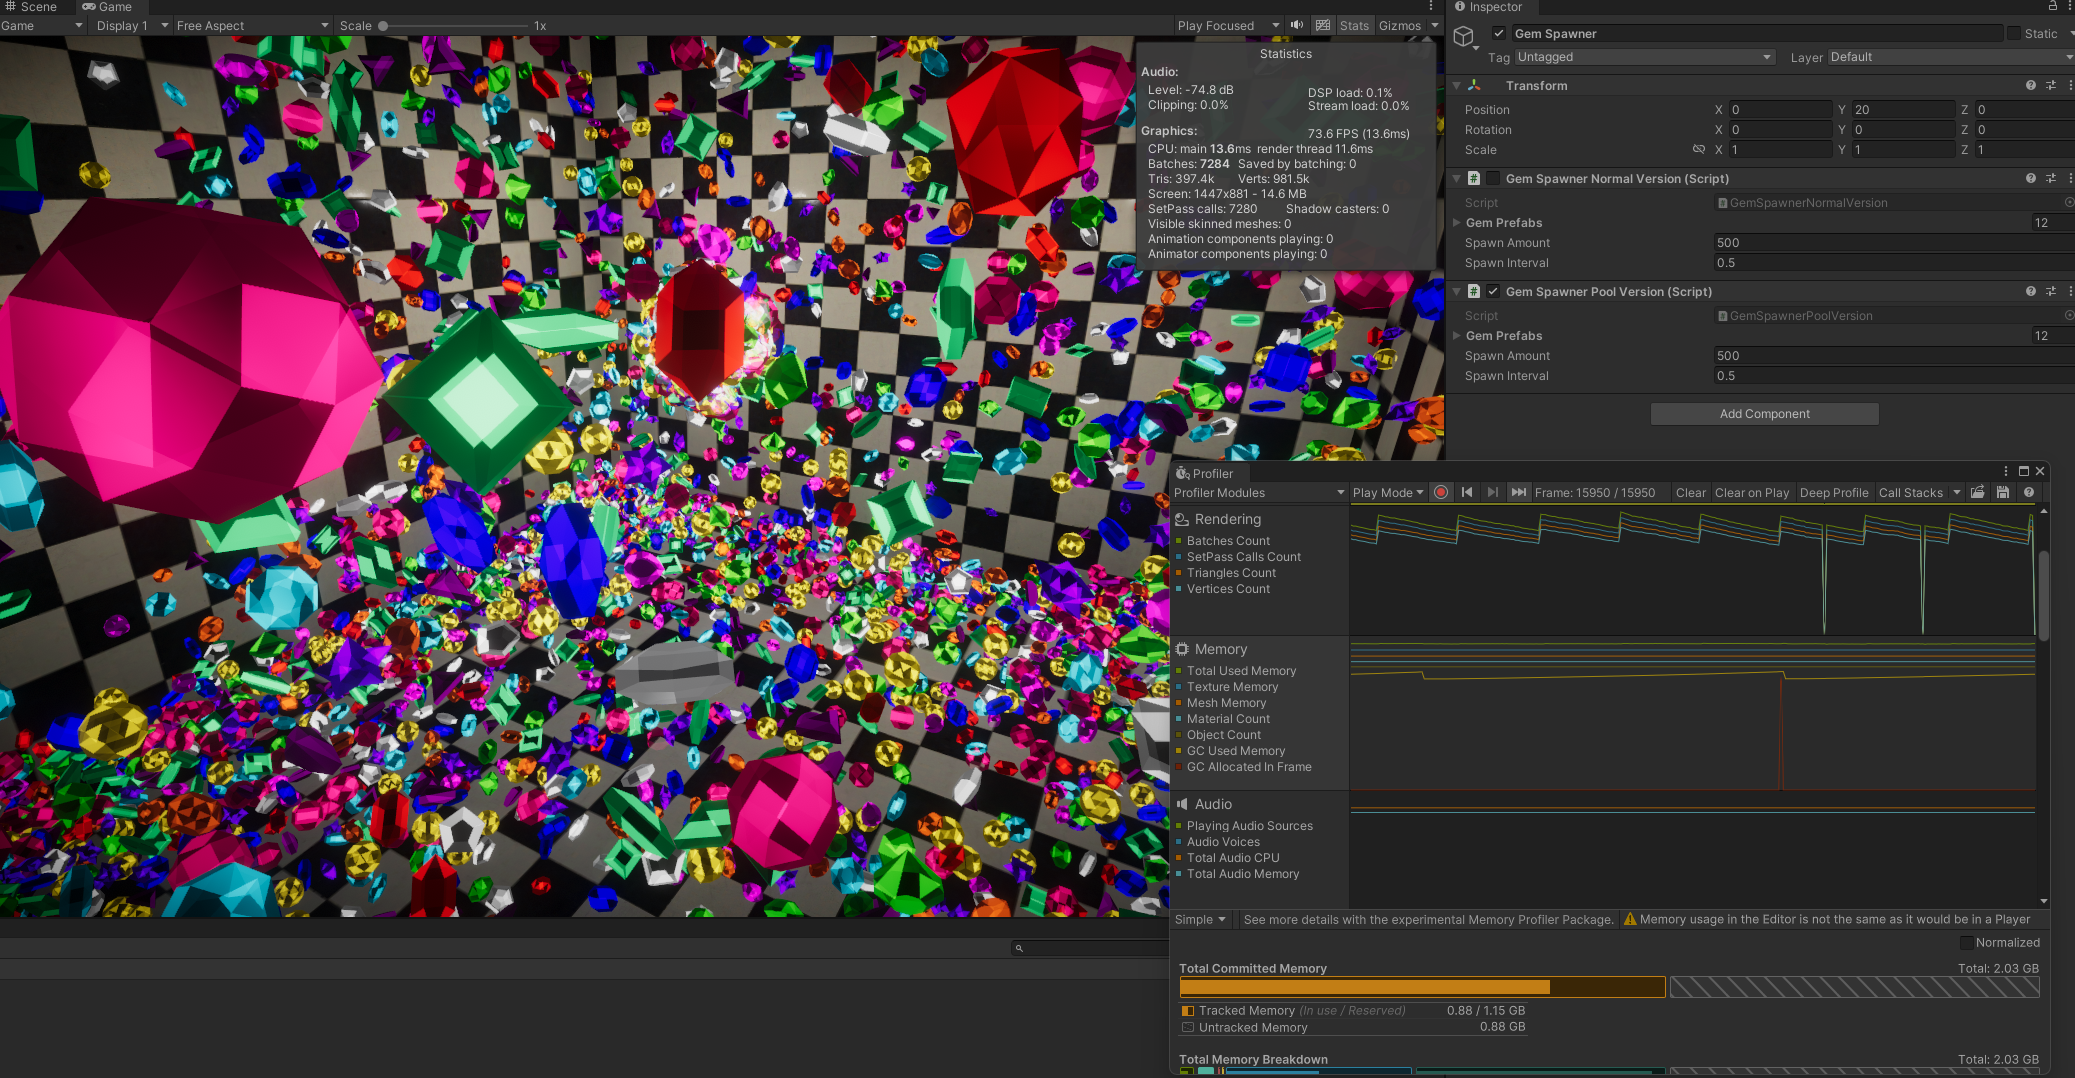 Scene
Game
Game
Display 1
Free Aspect
Scale
1x
Play Focused
Stats
Gizmos
Statistics
Audio:
Level: -74.8 dB
DSP load: 0.1%
Clipping: 0.0%
Stream load: 0.0%
Graphics:
73.6 FPS (13.6ms)
CPU: main 13.6ms render thread 11.6ms
Batches: 7284 Saved by batching: 0
Tris: 397.4k Verts: 981.5k
Screen: 1447x881 - 14.6 MB
SetPass calls: 7280 Shadow casters: 0
Visible skinned meshes: 0
Animation components playing: 0
Animator components playing: 0
Inspector
Gem Spawner
Static
Tag Untagged
Layer Default
Transform
Position X 0 Y 20 Z 0
Rotation X 0 Y 0 Z 0
Scale X 1 Y 1 Z 1
Gem Spawner Normal Version (Script)
Script GemSpawnerNormalVersion
Gem Prefabs 12
Spawn Amount 500
Spawn Interval 0.5
Gem Spawner Pool Version (Script)
Script GemSpawnerPoolVersion
Gem Prefabs 12
Spawn Amount 500
Spawn Interval 0.5
Add Component
Profiler
Profiler Modules
Play Mode
Frame: 15950 / 15950
Clear
Clear on Play
Deep Profile
Call Stacks
Rendering
Batches Count
SetPass Calls Count
Triangles Count
Vertices Count
Memory
Total Used Memory
Texture Memory
Mesh Memory
Material Count
Object Count
GC Used Memory
GC Allocated In Frame
Audio
Playing Audio Sources
Audio Voices
Total Audio CPU
Total Audio Memory
Simple
See more details with the experimental Memory Profiler Package.
Memory usage in the Editor is not the same as it would be in a Player
Normalized
Total Committed Memory
Total: 2.03 GB
Tracked Memory (In use / Reserved) 0.88 / 1.15 GB
Untracked Memory 0.88 GB
Total Memory Breakdown
Total: 2.03 GB